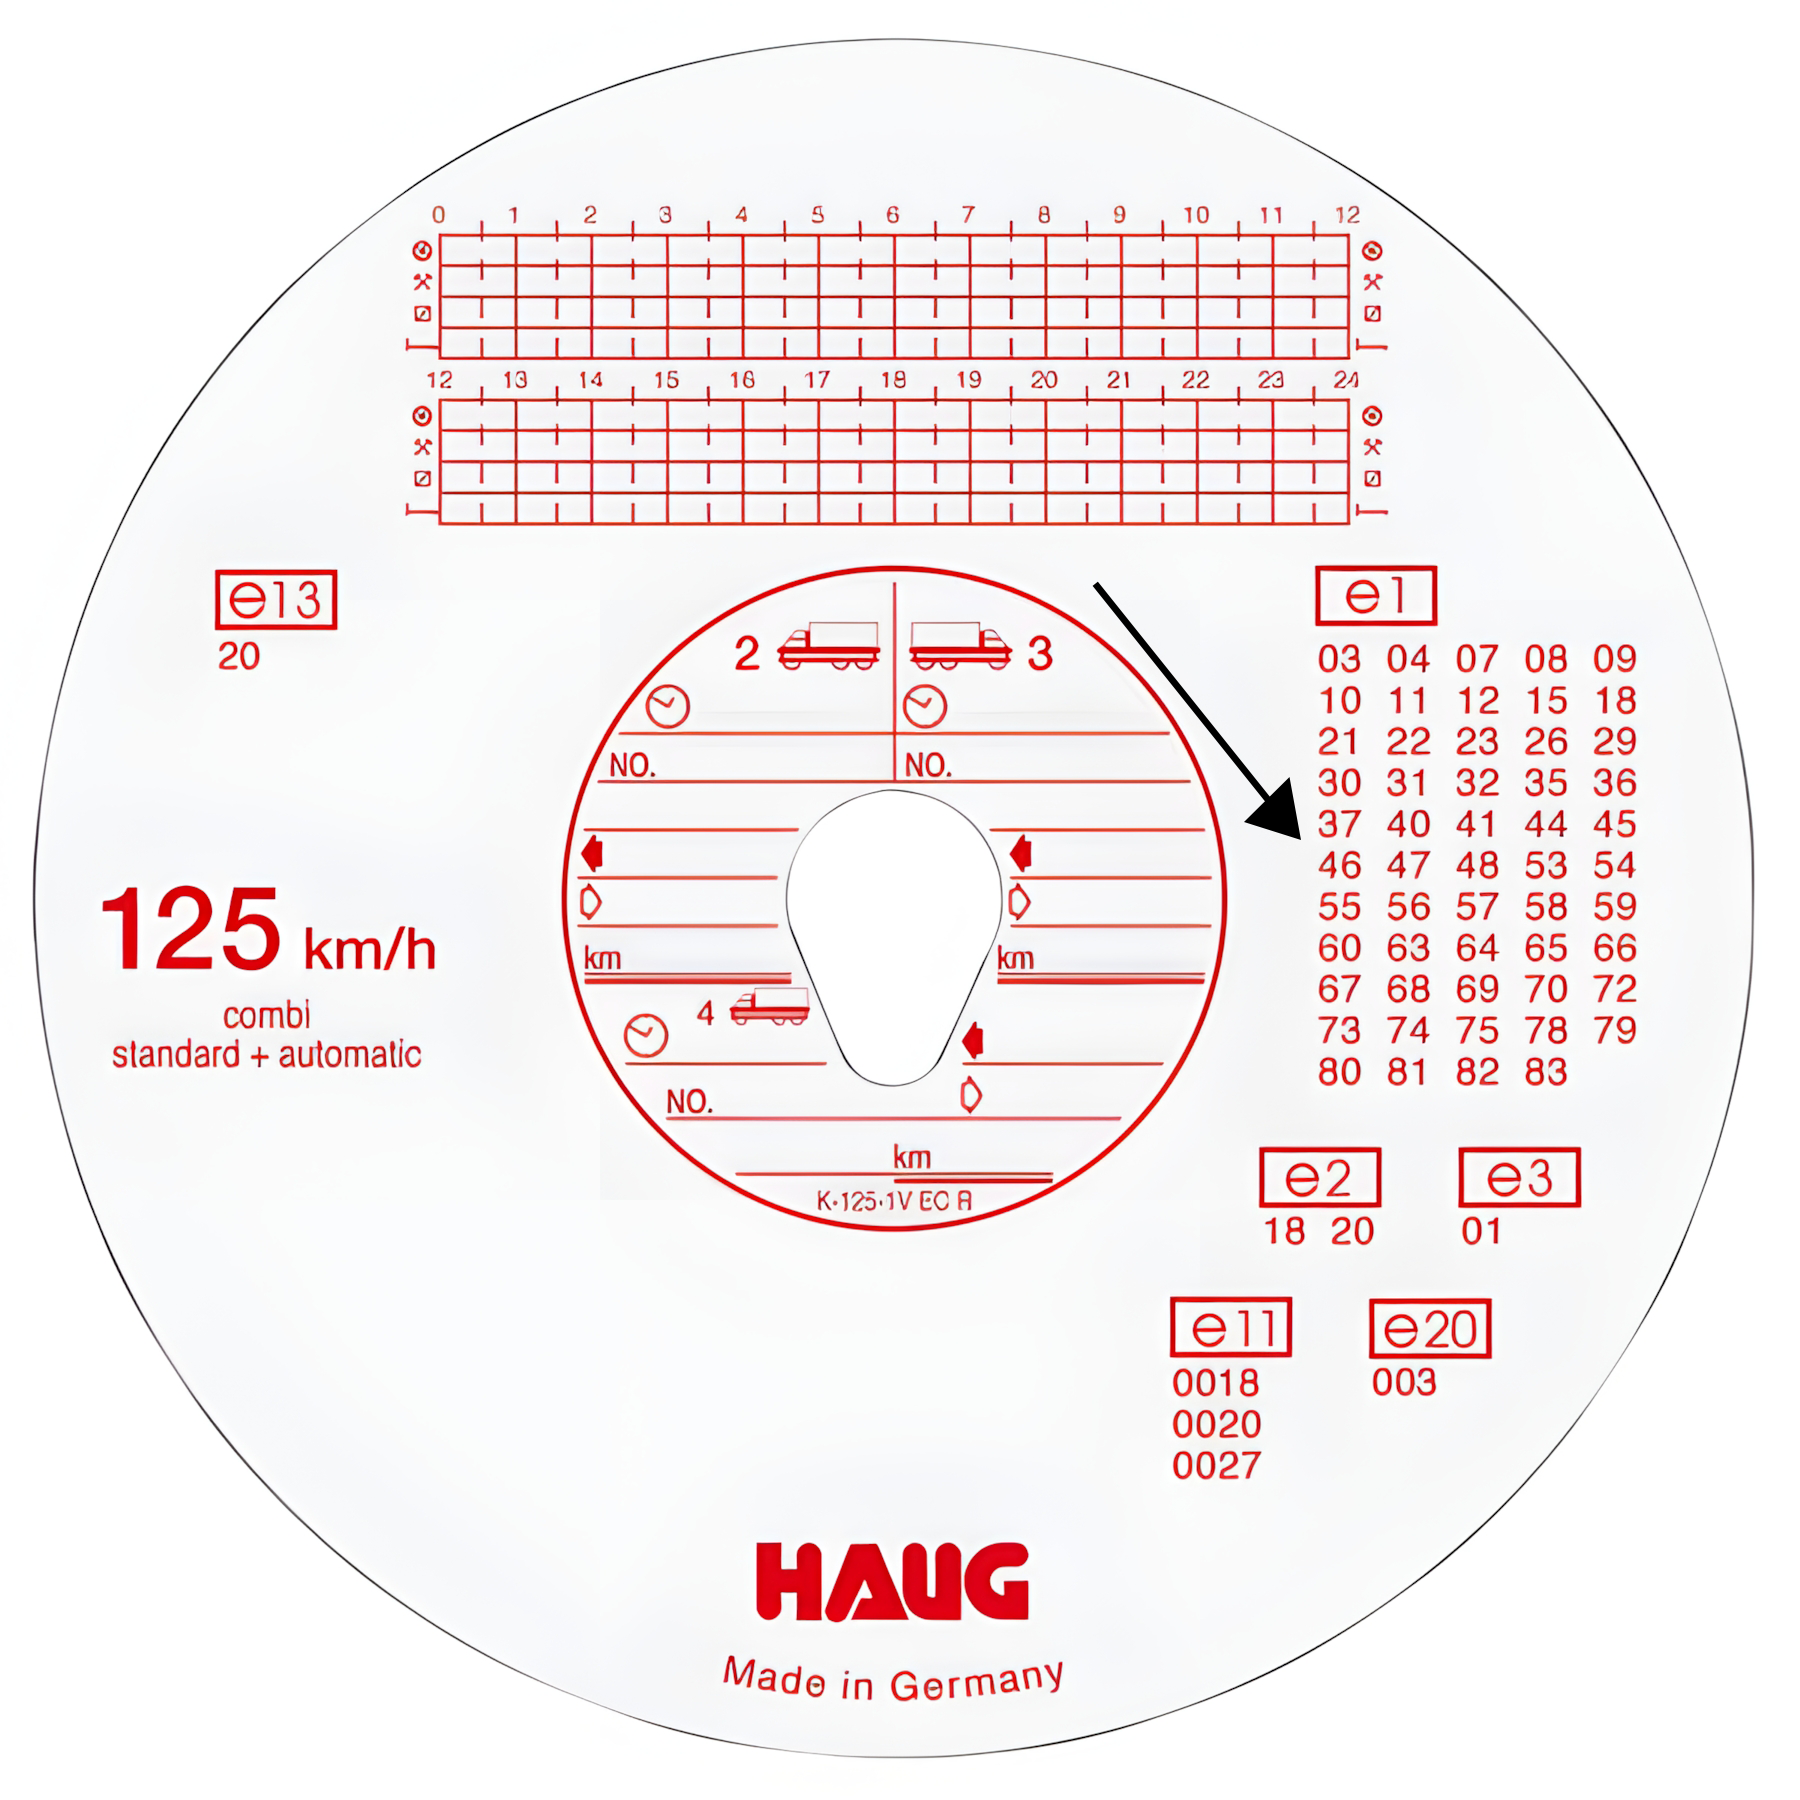 0 1 2 3 4 5 6 7 8 9 10 11 12
12 13 14 15 16 17 18 19 20 21 22 23 24
e13
20
e1
03 04 07 08 09
10 11 12 15 18
21 22 23 26 29
30 31 32 35 36
37 40 41 44 45
46 47 48 53 54
55 56 57 58 59
60 63 64 65 66
67 68 69 70 72
73 74 75 78 79
80 81 82 83
2 3
NO. NO.
km km
4
NO.
km
K·125·1V EC R
125 km/h
combi
standard + automatic
e2
18 20
e3
01
e11
0018
0020
0027
e20
003
HAUG
Made in Germany